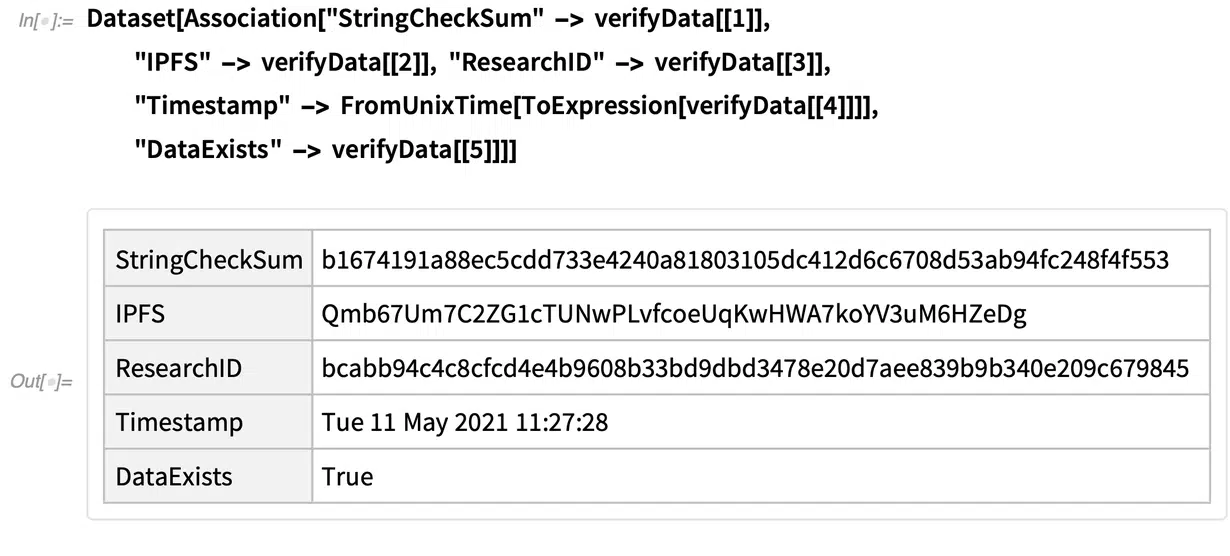 In[•]:= Dataset[Association["StringCheckSum" -> verifyData[[1]],
"IPFS" -> verifyData[[2]], "ResearchID" -> verifyData[[3]],
"Timestamp" -> FromUnixTime[ToExpression[verifyData[[4]]]],
"DataExists" -> verifyData[[5]]]]
Out[•]=
StringCheckSum b1674191a88ec5cdd733e4240a81803105dc412d6c6708d53ab94fc248f4f553
IPFS Qmb67Um7C2ZG1cTUNwPLvfcoeUqKwHWA7koYV3uM6HZeDg
ResearchID bcabb94c4c8cfcd4e4b9608b33bd9dbd3478e20d7aee839b9b340e209c679845
Timestamp Tue 11 May 2021 11:27:28
DataExists True